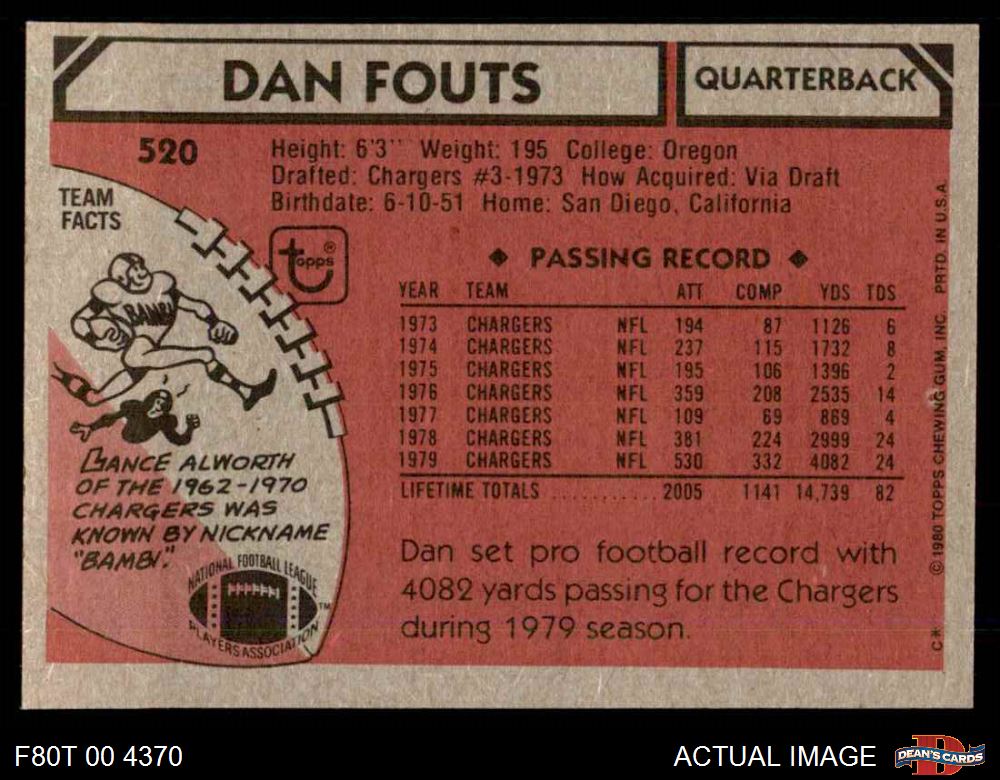 DAN FOUTS
QUARTERBACK
520
Height: 6'3" Weight: 195 College: Oregon
Drafted: Chargers #3-1973 How Acquired: Via Draft
Birthdate: 6-10-51 Home: San Diego, California
TEAM
FACTS
topps®
BAMBI
LANCE ALWORTH
OF THE 1962-1970
CHARGERS WAS
KNOWN BY NICKNAME
"BAMBI."
NATIONAL FOOTBALL LEAGUE
PLAYERS ASSOCIATION
TM
◆ PASSING RECORD ◆
YEAR TEAM ATT COMP YDS TDS
1973 CHARGERS NFL 194 87 1126 6
1974 CHARGERS NFL 237 115 1732 8
1975 CHARGERS NFL 195 106 1396 2
1976 CHARGERS NFL 359 208 2535 14
1977 CHARGERS NFL 109 69 869 4
1978 CHARGERS NFL 381 224 2999 24
1979 CHARGERS NFL 530 332 4082 24
LIFETIME TOTALS ........... 2005 1141 14,739 82
Dan set pro football record with
4082 yards passing for the Chargers
during 1979 season.
C* ©1980 TOPPS CHEWING GUM, INC. PRTD. IN U.S.A.
F80T 00 4370
ACTUAL IMAGE
D
DEAN'S CARDS